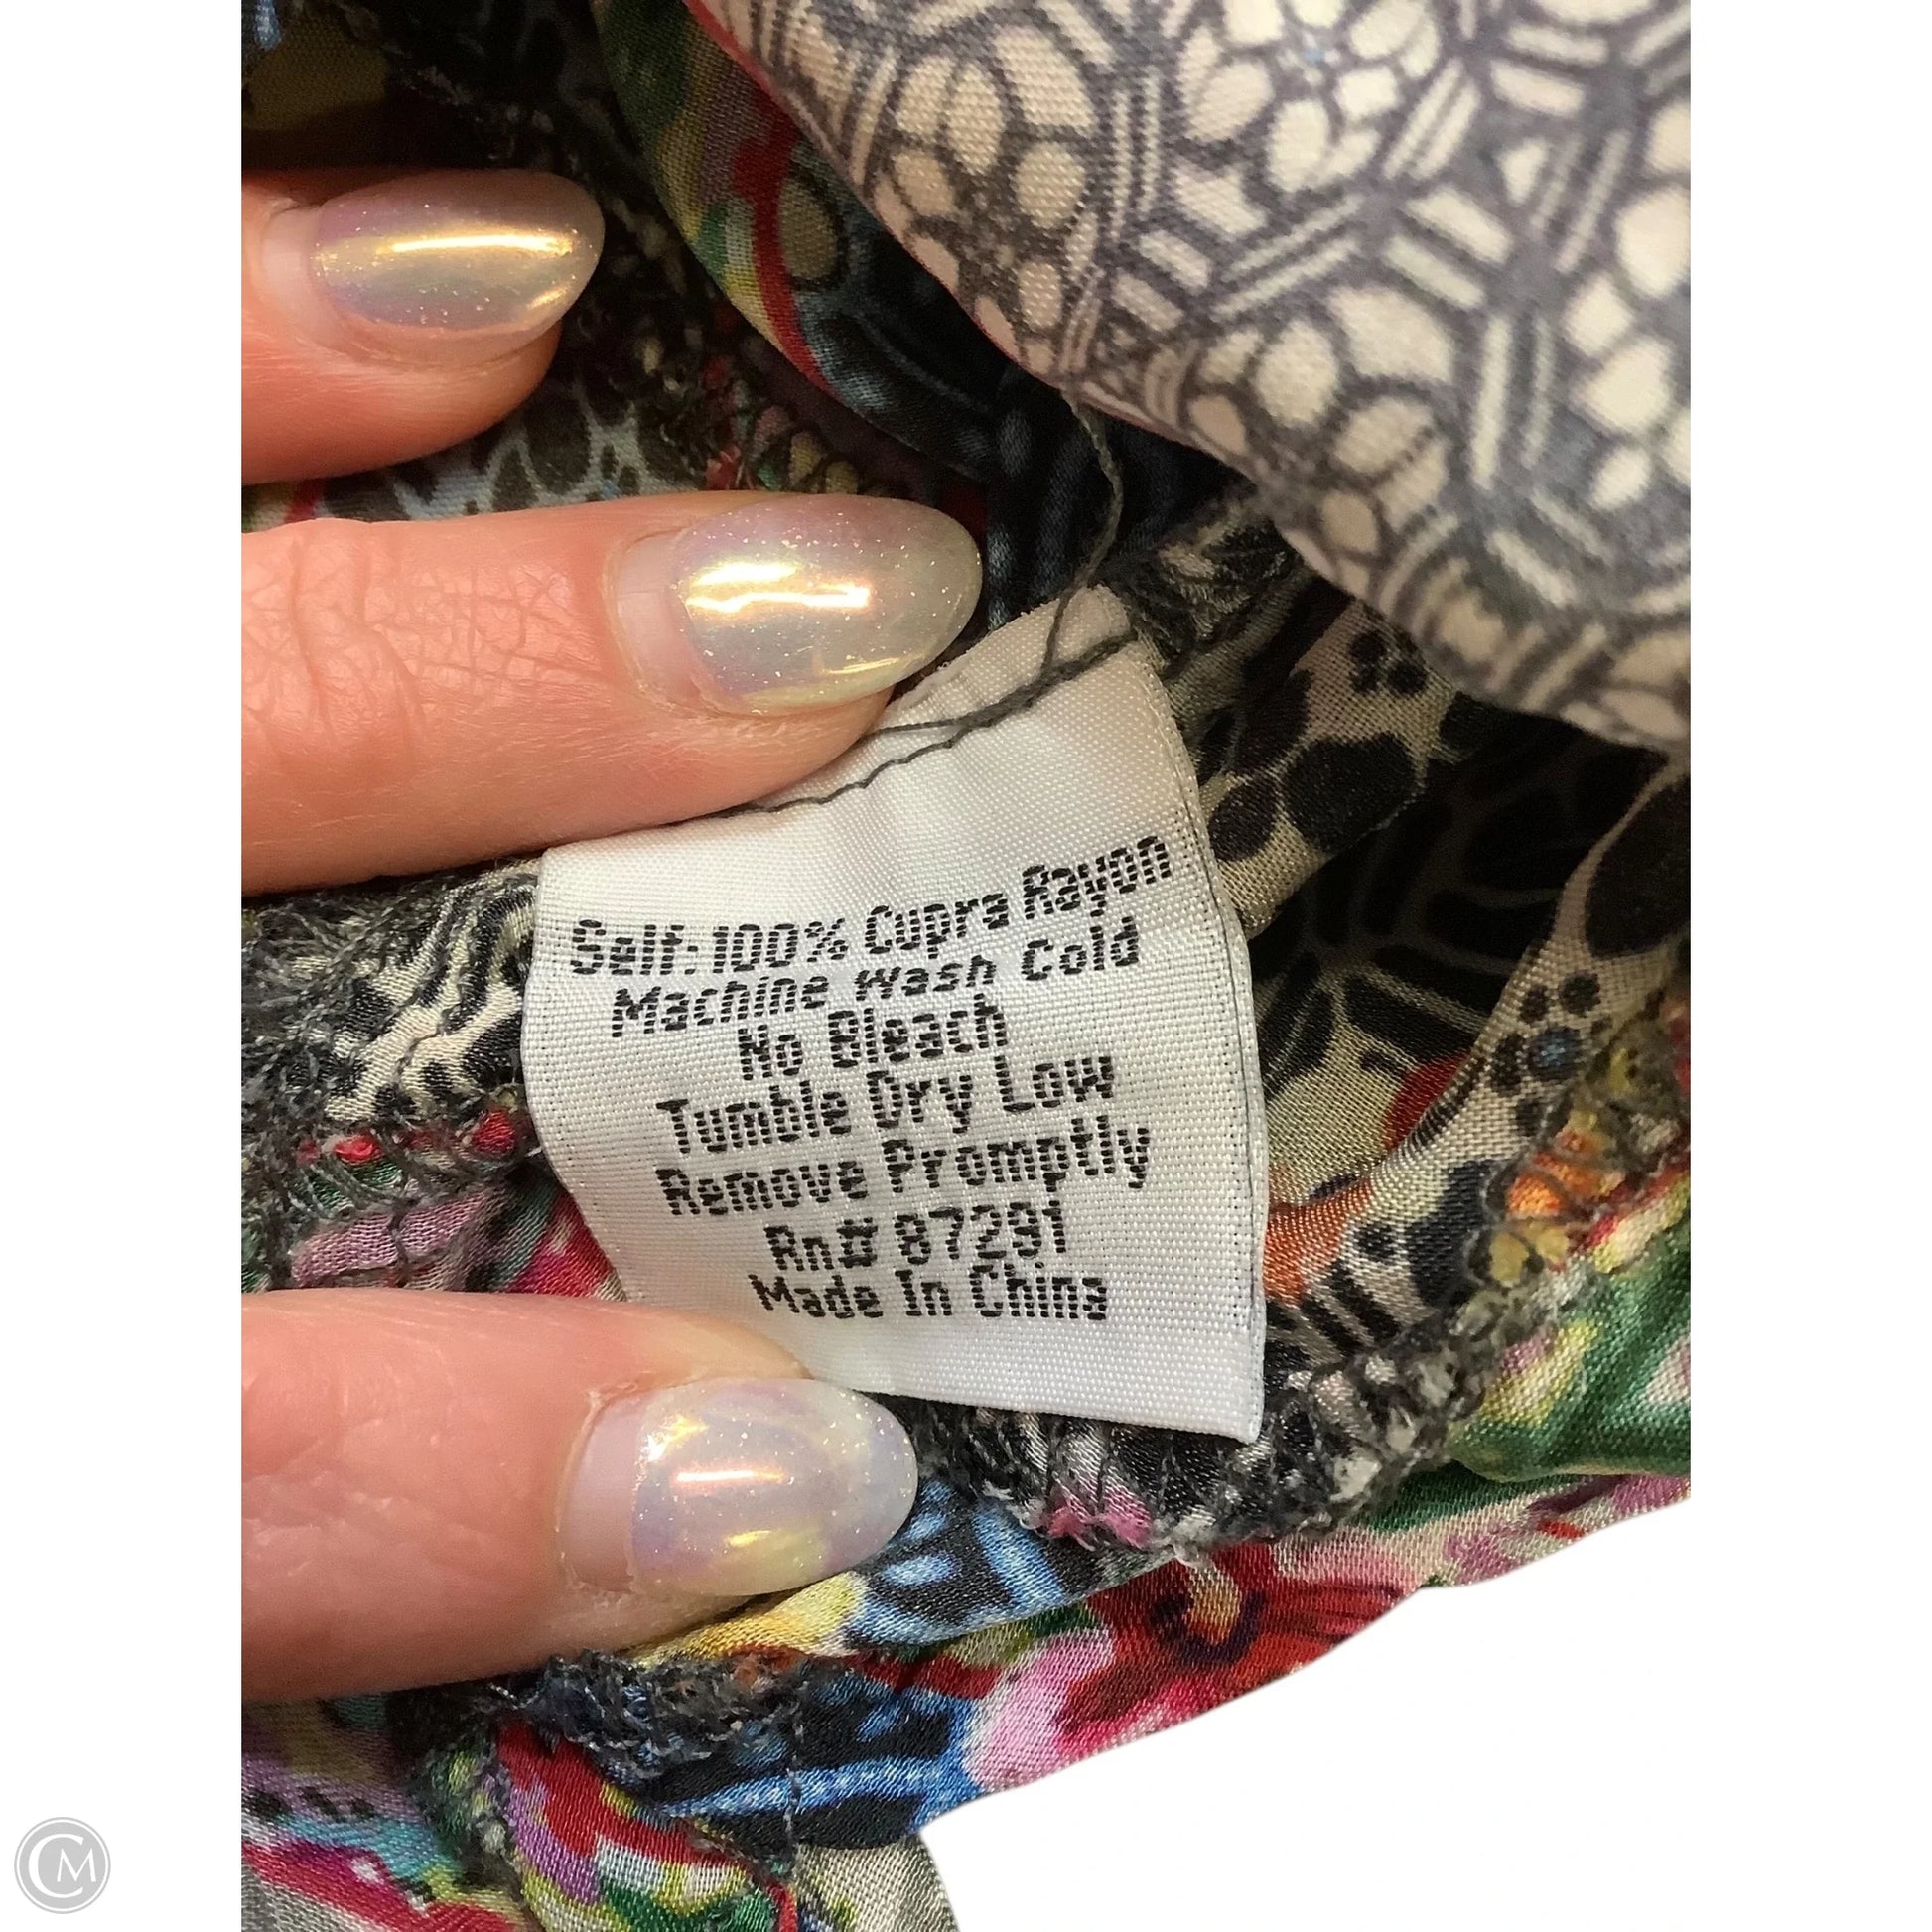 Self: 100% Cupra Rayon
Machine Wash Cold
No Bleach
Tumble Dry Low
Remove Promptly
Rn# 87291
Made In China
CM